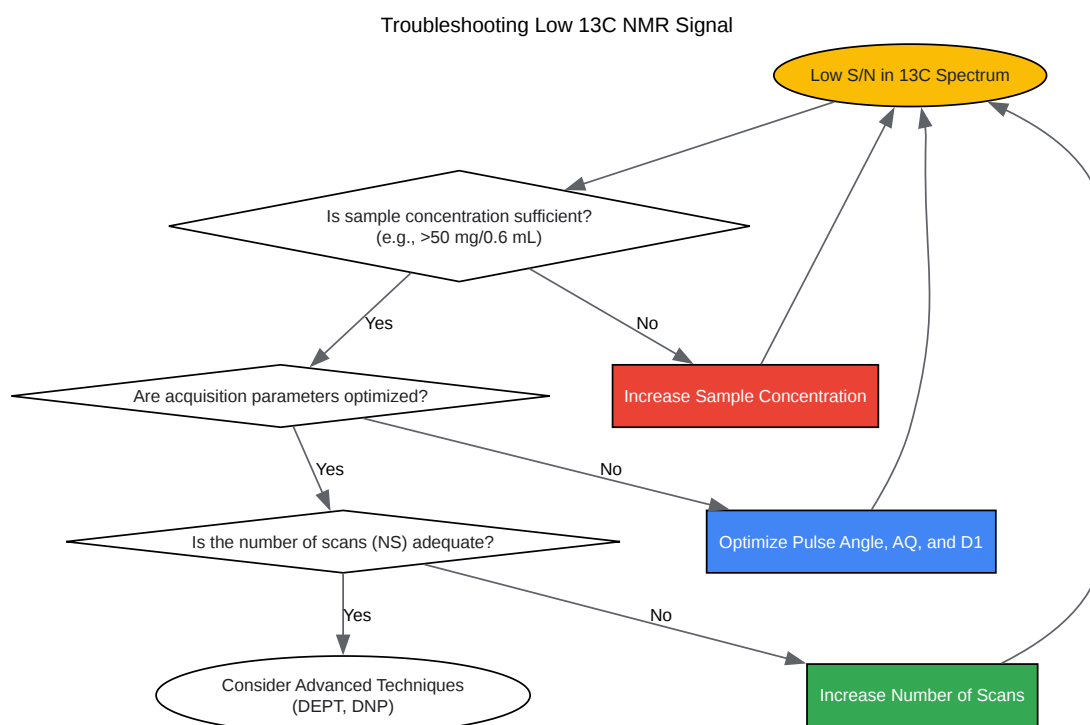 Troubleshooting Low 13C NMR Signal
Low S/N in 13C Spectrum
Is sample concentration sufficient?
(e.g., >50 mg/0.6 mL)
Yes
No
Are acquisition parameters optimized?
Increase Sample Concentration
Yes
No
Is the number of scans (NS) adequate?
Optimize Pulse Angle, AQ, and D1
Yes
No
Consider Advanced Techniques
(DEPT, DNP)
Increase Number of Scans